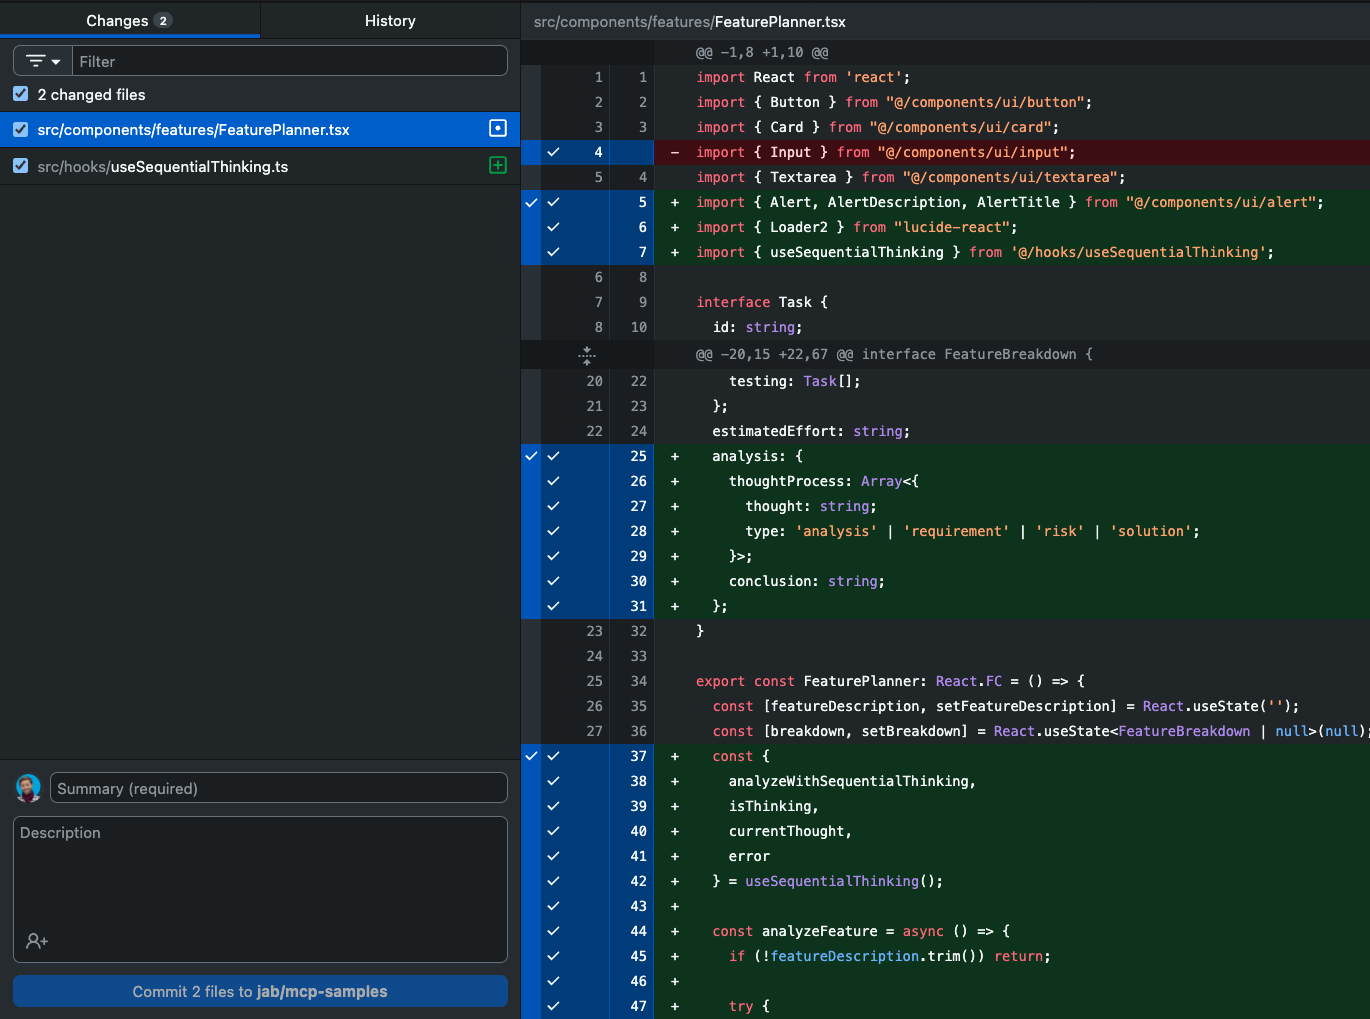 Changes 2
History
Filter
2 changed files
src/components/features/FeaturePlanner.tsx
src/hooks/useSequentialThinking.ts
Summary (required)
Description
Commit 2 files to jab/mcp-samples
src/components/features/FeaturePlanner.tsx
@@ -1,8 +1,10 @@
1 1 import React from 'react';
2 2 import { Button } from "@/components/ui/button";
3 3 import { Card } from "@/components/ui/card";
4 - import { Input } from "@/components/ui/input";
5 4 import { Textarea } from "@/components/ui/textarea";
5 + import { Alert, AlertDescription, AlertTitle } from "@/components/ui/alert";
6 + import { Loader2 } from "lucide-react";
7 + import { useSequentialThinking } from '@/hooks/useSequentialThinking';
6 8
7 9 interface Task {
8 10 id: string;
@@ -20,15 +22,67 @@ interface FeatureBreakdown {
20 22 testing: Task[];
21 23 };
22 24 estimatedEffort: string;
25 + analysis: {
26 + thoughtProcess: Array<{
27 + thought: string;
28 + type: 'analysis' | 'requirement' | 'risk' | 'solution';
29 + }>;
30 + conclusion: string;
31 + };
23 32 }
24 33
25 34 export const FeaturePlanner: React.FC = () => {
26 35 const [featureDescription, setFeatureDescription] = React.useState('');
27 36 const [breakdown, setBreakdown] = React.useState<FeatureBreakdown | null>(null);
37 + const {
38 + analyzeWithSequentialThinking,
39 + isThinking,
40 + currentThought,
41 + error
42 + } = useSequentialThinking();
43 +
44 + const analyzeFeature = async () => {
45 + if (!featureDescription.trim()) return;
46 +
47 + try {